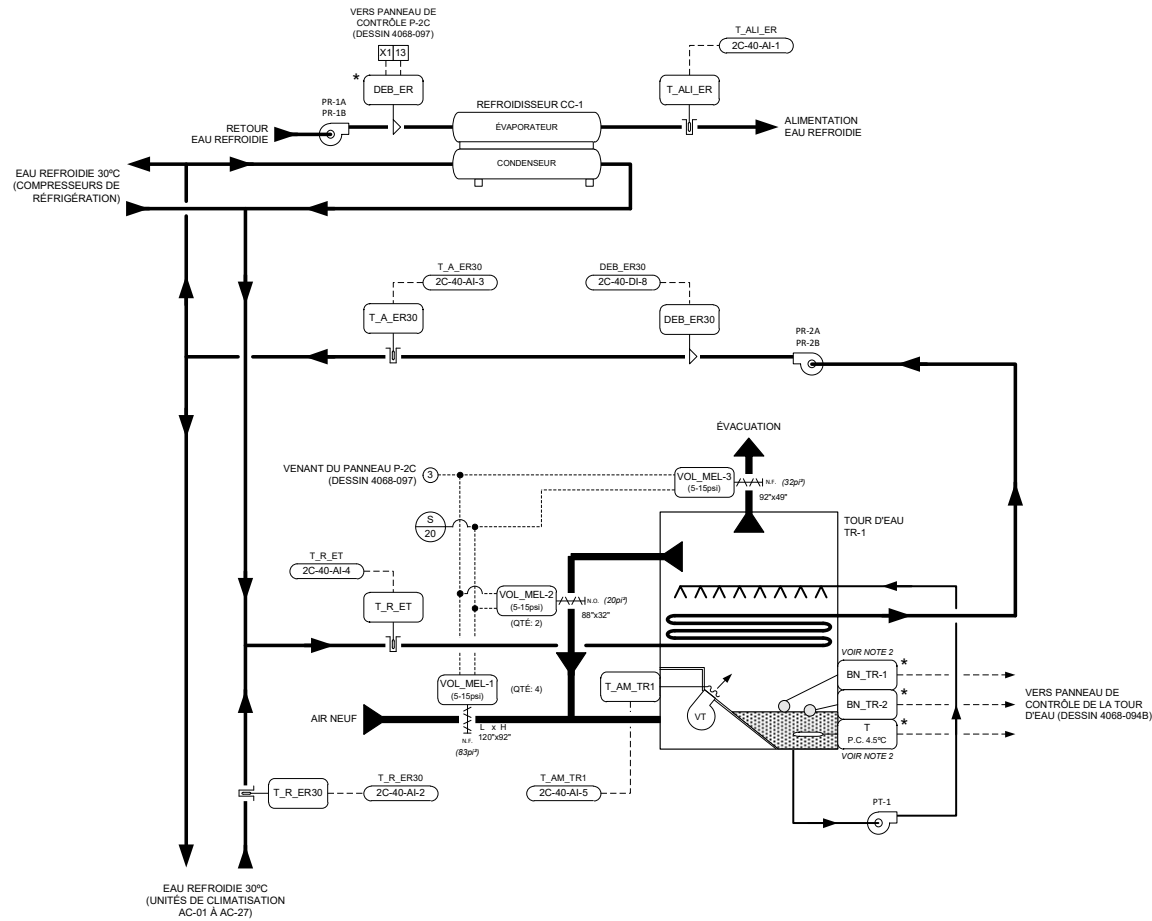 VERS PANNEAU DE
CONTRÔLE P-2C
(DESSIN 4068-097)
X1 13
*
DEB_ER
T_ALI_ER
2C-40-AI-1
T_ALI_ER
PR-1A
PR-1B
REFROIDISSEUR CC-1
RETOUR
EAU REFROIDIE
ÉVAPORATEUR
ALIMENTATION
EAU REFROIDIE
CONDENSEUR
EAU REFROIDIE 30ºC
(COMPRESSEURS DE
RÉFRIGÉRATION)
T_A_ER30
2C-40-AI-3
T_A_ER30
DEB_ER30
2C-40-DI-8
DEB_ER30
PR-2A
PR-2B
ÉVACUATION
VENANT DU PANNEAU P-2C
(DESSIN 4068-097)
3
VOL_MEL-3
(5-15psi)
N.F. (32pi²)
92"x49"
S
20
TOUR D'EAU
TR-1
T_R_ET
2C-40-AI-4
T_R_ET
VOL_MEL-2
(5-15psi)
(QTÉ: 2)
N.O. (20pi²)
88"x32"
VOL_MEL-1
(5-15psi)
(QTÉ: 4)
AIR NEUF
L x H
120"x92"
N.F.
(83pi²)
T_AM_TR1
VT
VOIR NOTE 2
BN_TR-1
*
BN_TR-2
*
T
P.C. 4.5ºC
*
VOIR NOTE 2
VERS PANNEAU DE
CONTRÔLE DE LA TOUR
D'EAU (DESSIN 4068-094B)
T_R_ER30
T_R_ER30
2C-40-AI-2
T_AM_TR1
2C-40-AI-5
PT-1
EAU REFROIDIE 30ºC
(UNITÉS DE CLIMATISATION
AC-01 À AC-27)